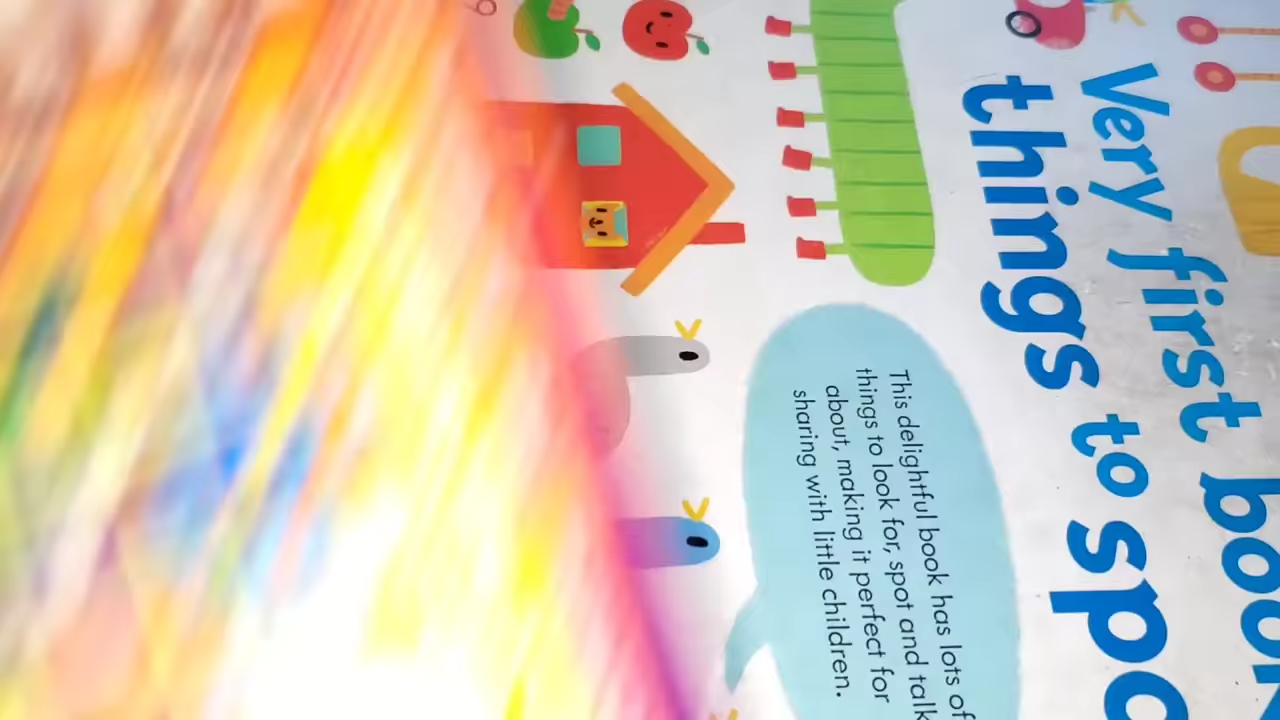 Very first book
things to spo
This delightful book has lots of
things to look for, spot and talk
about, making it perfect for
sharing with little children.